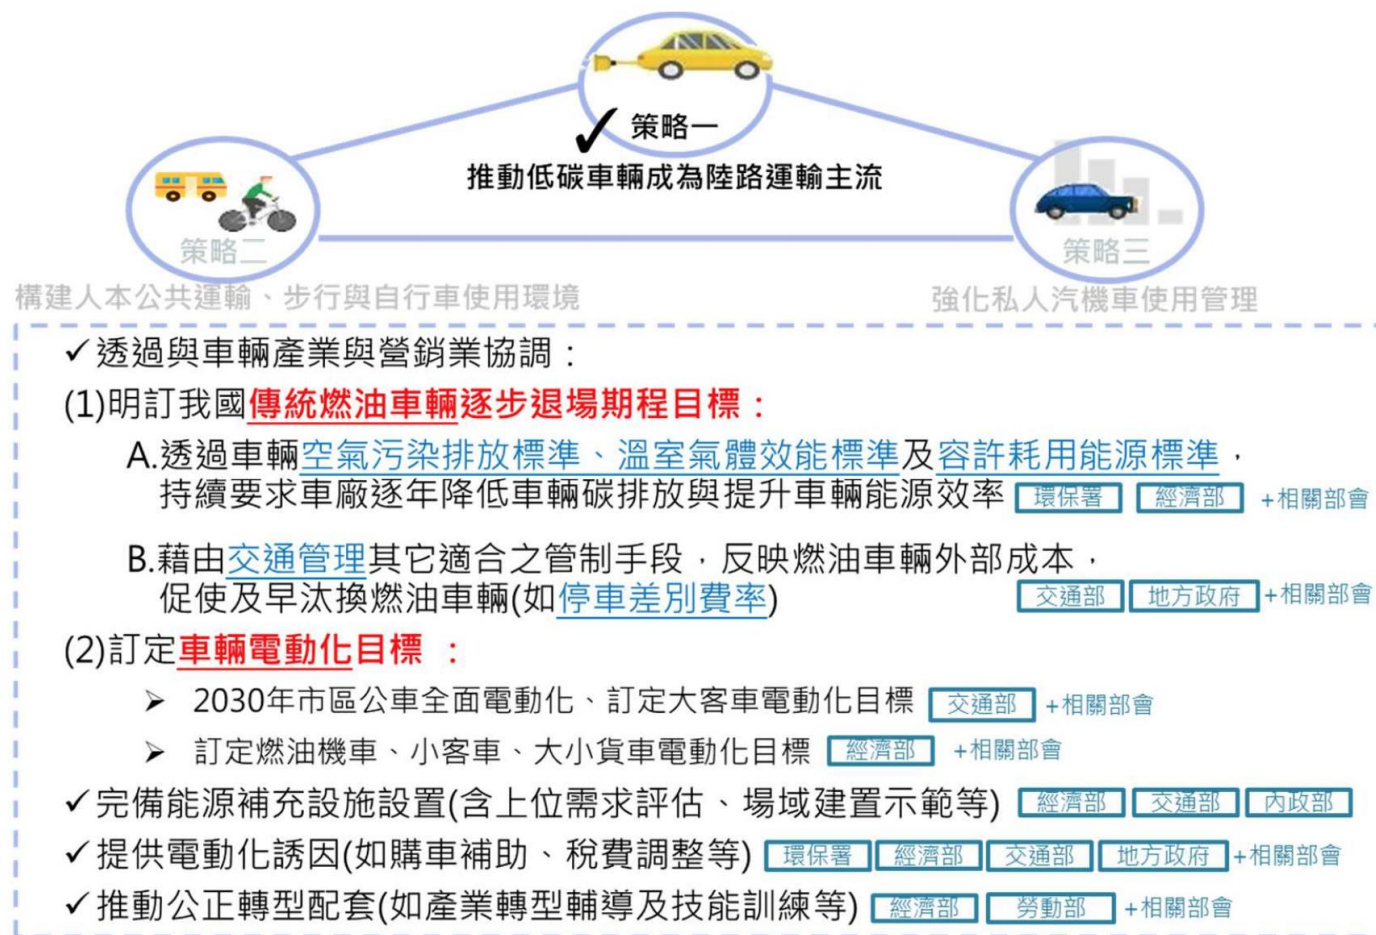 策略一
推動低碳車輛成為陸路運輸主流
策略二
策略三
構建人本公共運輸、步行與自行車使用環境
強化私人汽機車使用管理
✓透過與車輛產業與營銷業協調：
(1)明訂我國傳統燃油車輛逐步退場期程目標：
A.透過車輛空氣污染排放標準、溫室氣體效能標準及容許耗用能源標準，
持續要求車廠逐年降低車輛碳排放與提升車輛能源效率 環保署 經濟部 +相關部會
B.藉由交通管理其它適合之管制手段，反映燃油車輛外部成本，
促使及早汰換燃油車輛(如停車差別費率) 交通部 地方政府 +相關部會
(2)訂定車輛電動化目標：
➢ 2030年市區公車全面電動化、訂定大客車電動化目標 交通部 +相關部會
➢ 訂定燃油機車、小客車、大小貨車電動化目標 經濟部 +相關部會
✓完備能源補充設施設置(含上位需求評估、場域建置示範等) 經濟部 交通部 內政部
✓提供電動化誘因(如購車補助、稅費調整等) 環保署 經濟部 交通部 地方政府 +相關部會
✓推動公正轉型配套(如產業轉型輔導及技能訓練等) 經濟部 勞動部 +相關部會